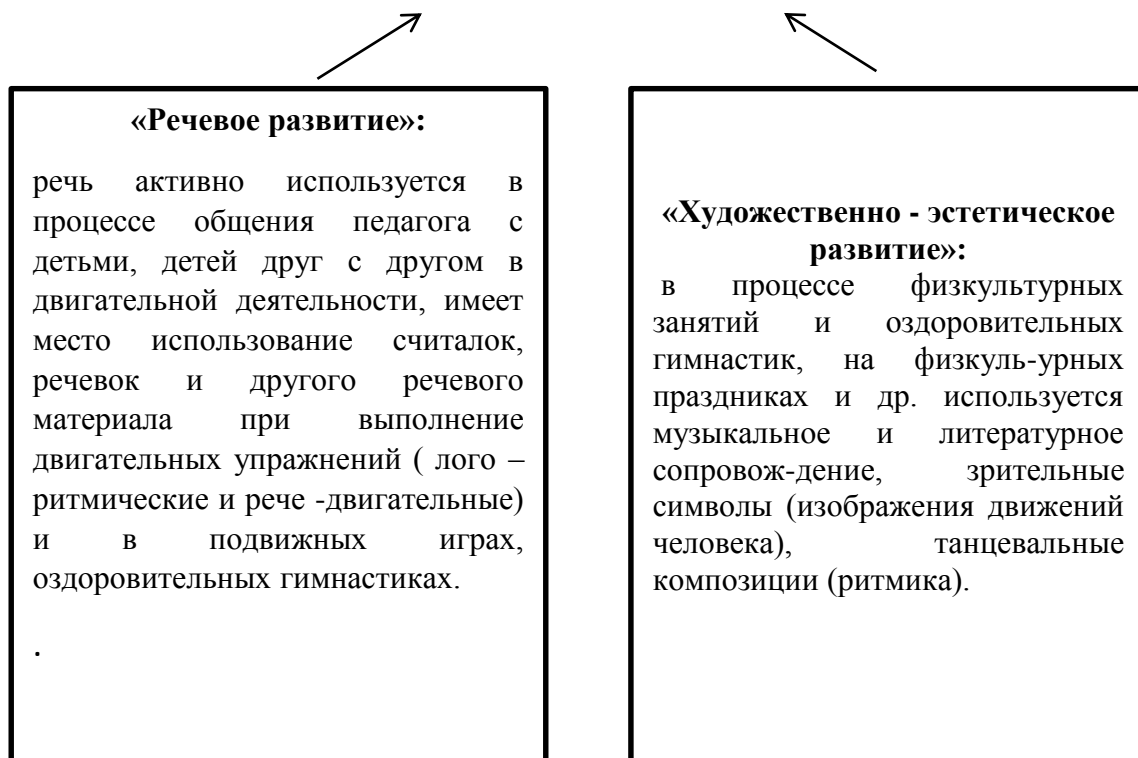 «Речевое развитие»:
речь активно используется в
процессе общения педагога с
детьми, детей друг с другом в
двигательной деятельности, имеет
место использование считалок,
речевок и другого речевого
материала при выполнение
двигательных упражнений ( лого –
ритмические и рече -двигательные)
и в подвижных играх,
оздоровительных гимнастиках.
.
«Художественно - эстетическое
развитие»:
в процессе физкультурных
занятий и оздоровительных
гимнастик, на физкуль-урных
праздниках и др. используется
музыкальное и литературное
сопровож-дение, зрительные
символы (изображения движений
человека), танцевальные
композиции (ритмика).